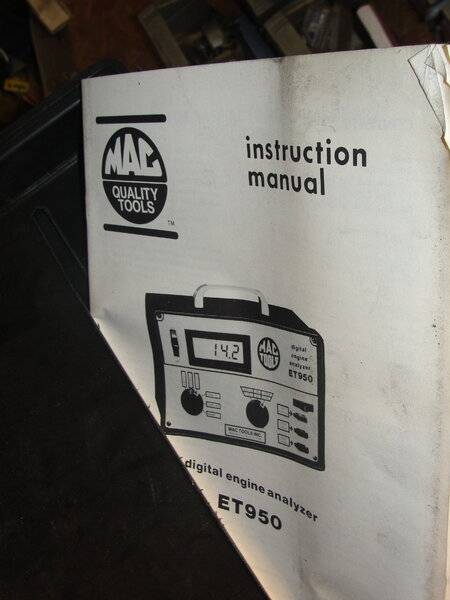 MAC
QUALITY
TOOLS
TM
instruction
manual
14.2
MAC
TOOLS
digital
engine
analyzer
ET950
MAC TOOLS INC.
digital engine analyzer
ET950